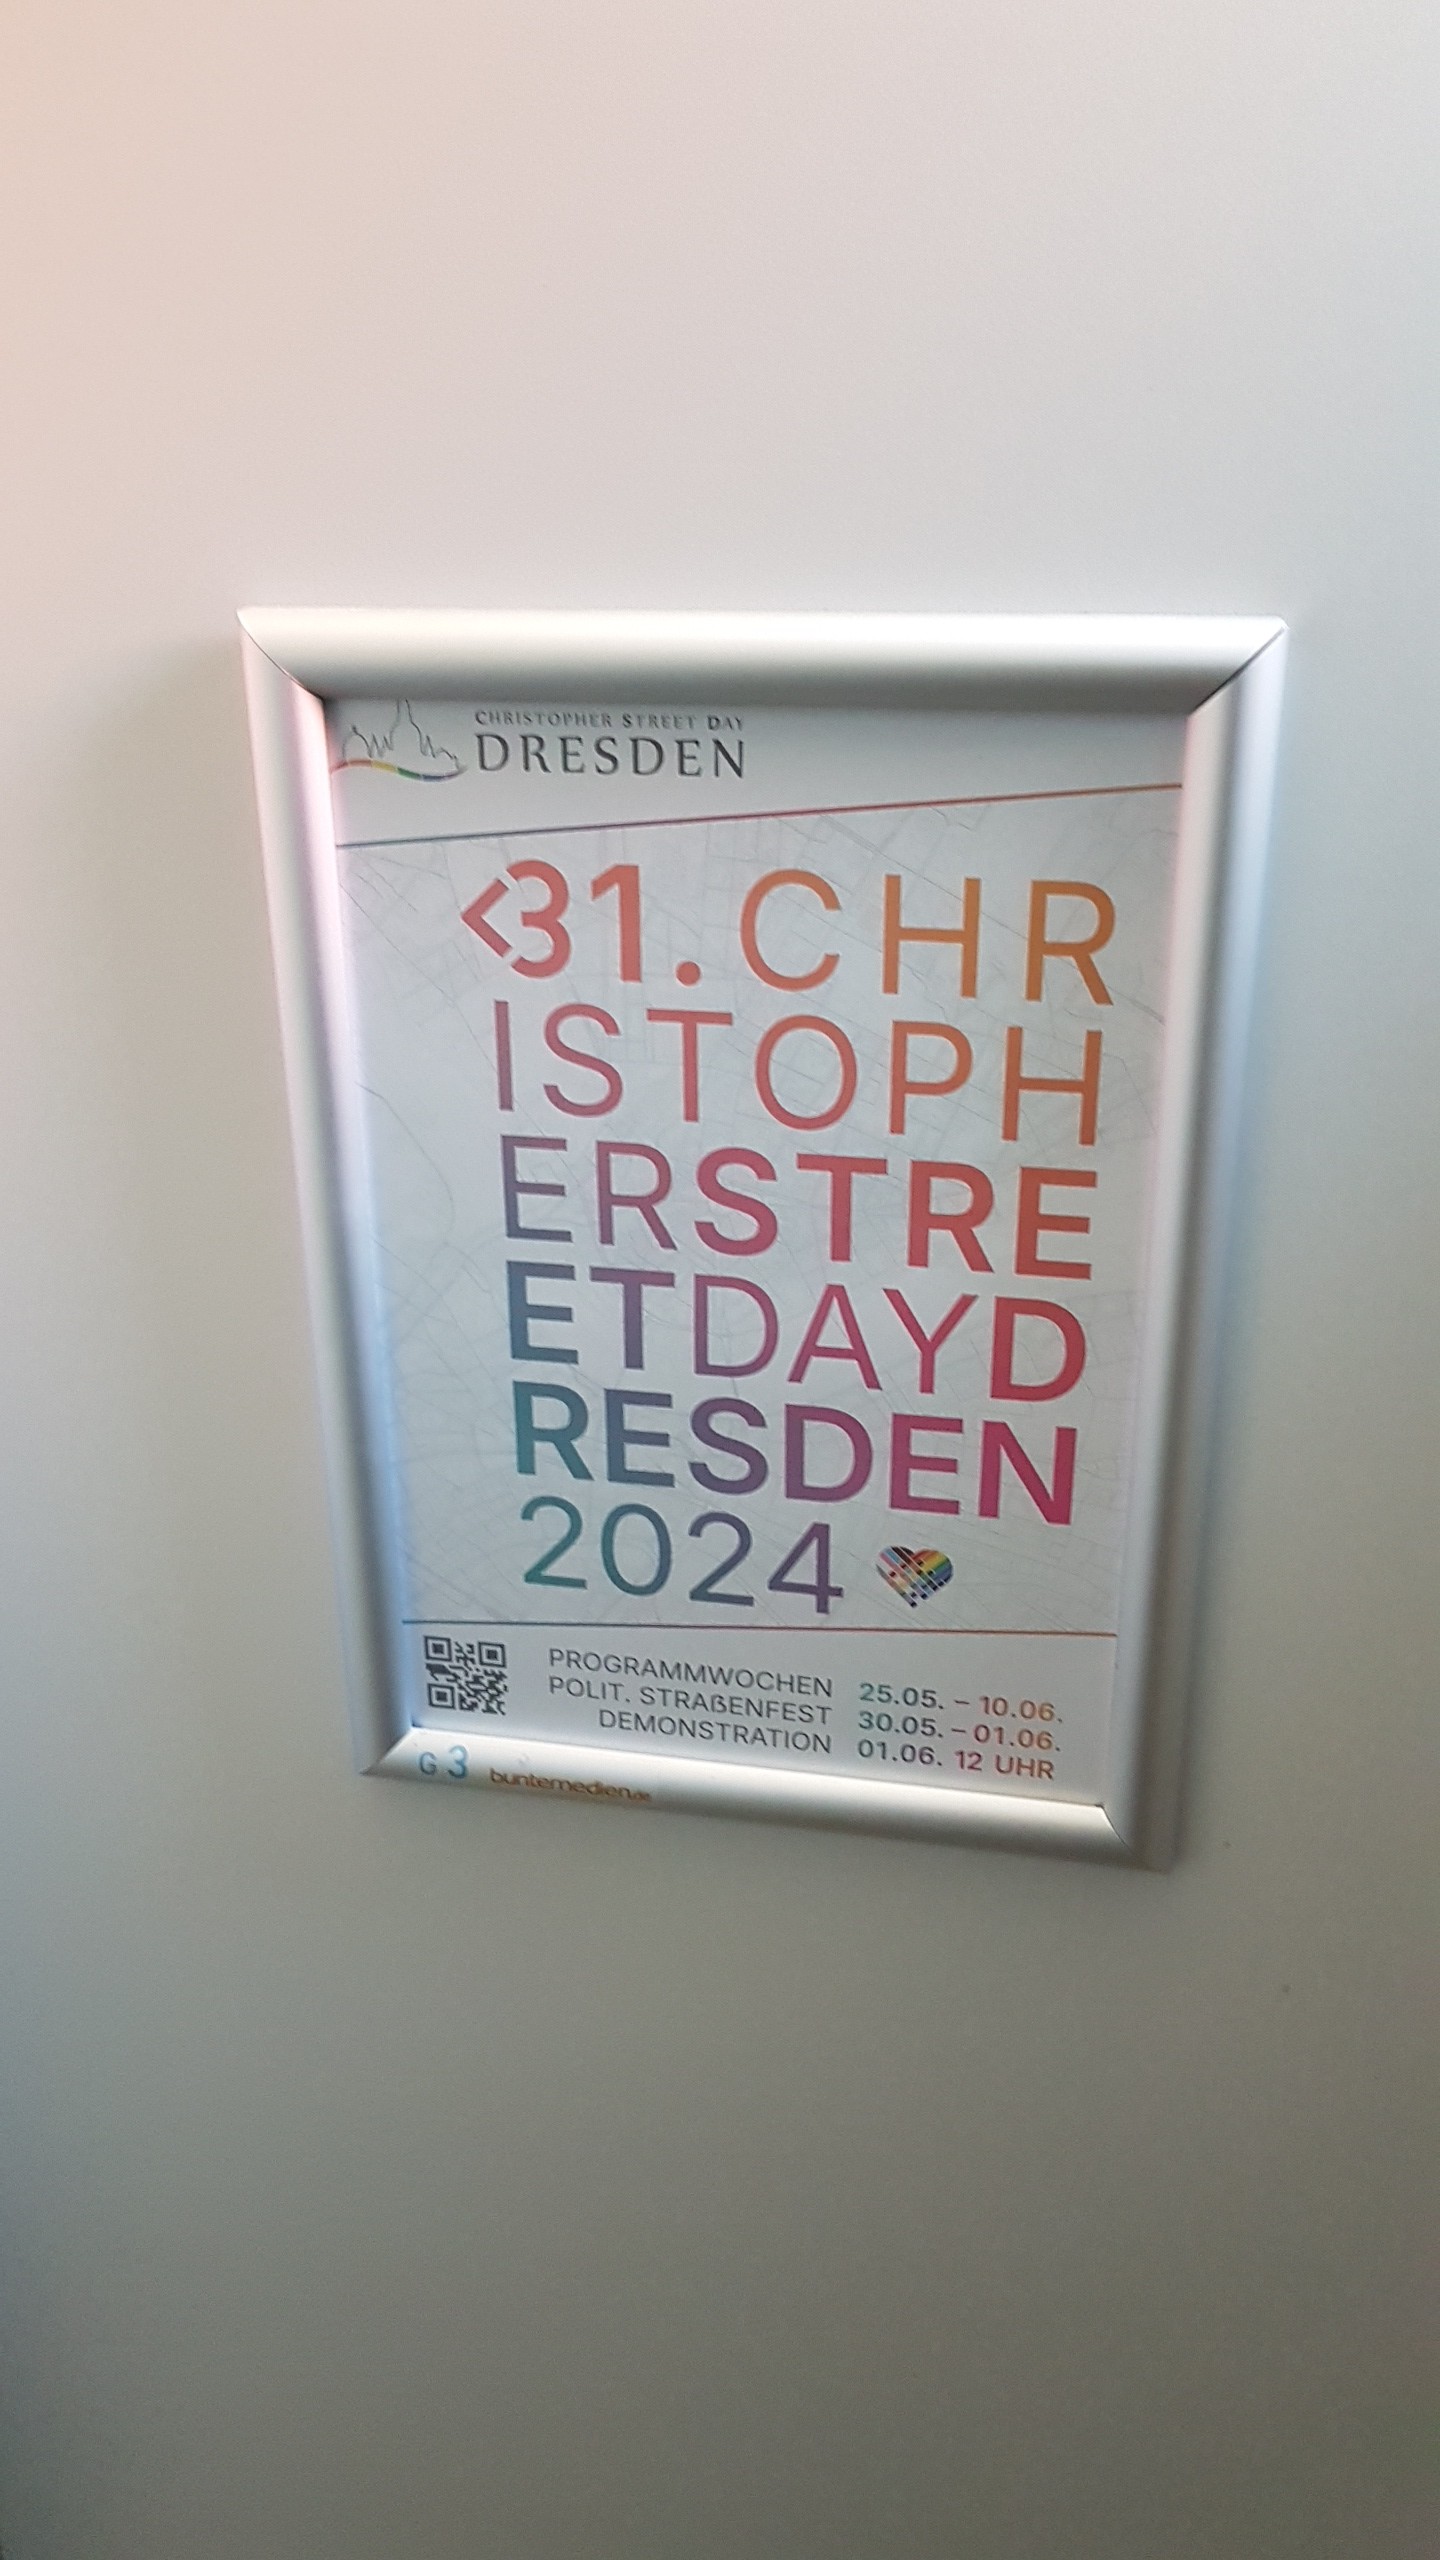 CHRISTOPHER STREET DAY
DRESDEN
<31. CHR
ISTOPH
ERSTRE
ETDAYD
RESDEN
2024
PROGRAMMWOCHEN 25.05. – 10.06.
POLIT. STRAßENFEST 30.05. – 01.06.
DEMONSTRATION 01.06. 12 UHR
G 3 buntemedien.de